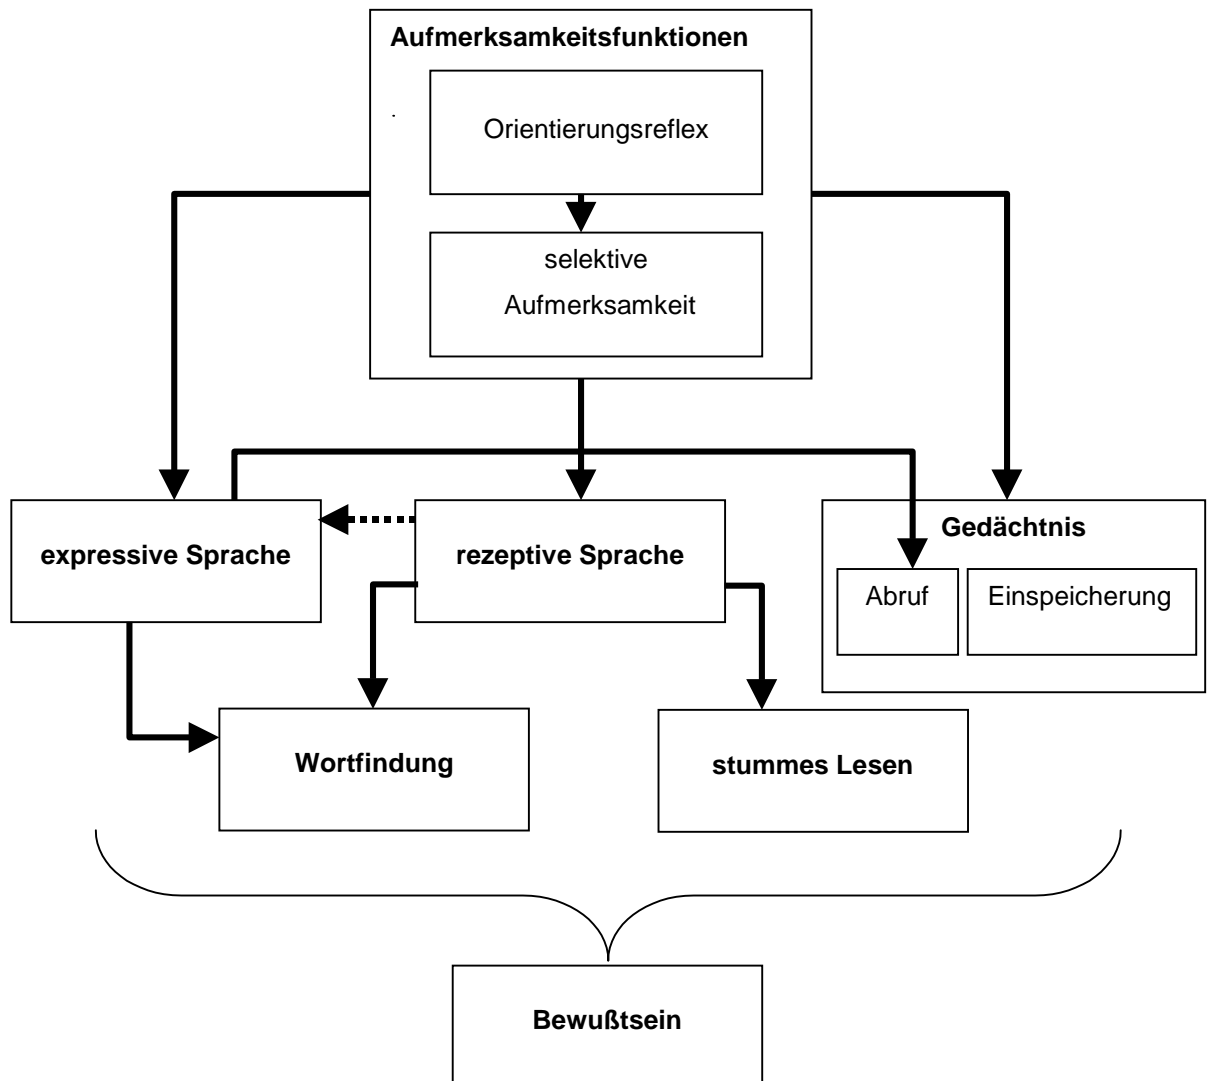 Aufmerksamkeitsfunktionen
Orientierungsreflex
selektive
Aufmerksamkeit
expressive Sprache
rezeptive Sprache
Gedächtnis
Abruf
Einspeicherung
Wortfindung
stummes Lesen
Bewußtsein